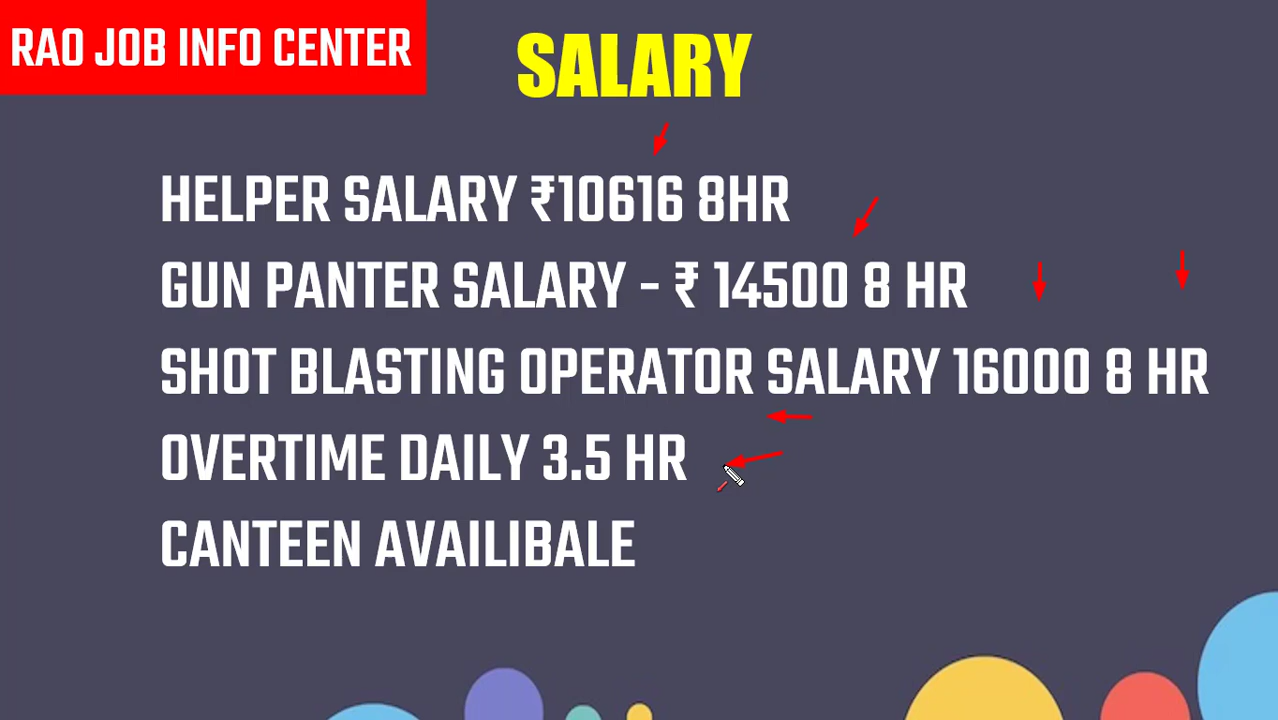 RAO JOB INFO CENTER
SALARY
HELPER SALARY ₹10616 8HR
GUN PANTER SALARY - ₹ 14500 8 HR
SHOT BLASTING OPERATOR SALARY 16000 8 HR
OVERTIME DAILY 3.5 HR
CANTEEN AVAILIBALE